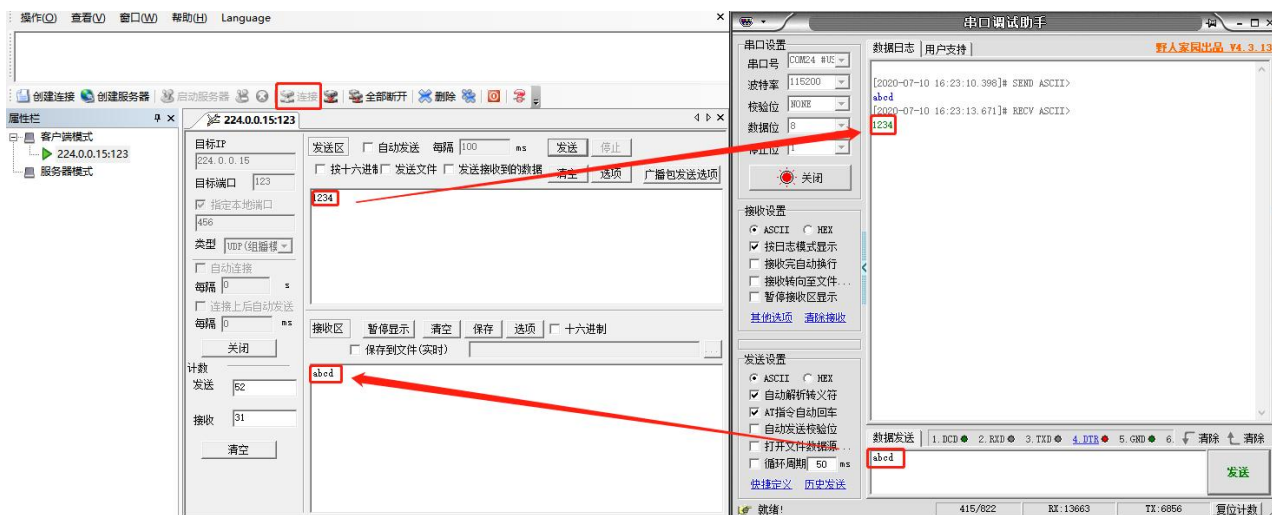 操作(O) 查看(V) 窗口(W) 帮助(H) Language
创建连接 创建服务器 启动服务器 连接 全部断开 删除
属性栏
客户端模式
224.0.0.15:123
服务器模式
224.0.0.15:123
目标IP
224.0.0.15
目标端口 123
指定本地端口
456
类型 UDP(组播模
自动连接
每隔 0 s
连接上后自动发送
每隔 0 ms
关闭
计数
发送 52
接收 31
清空
发送区 自动发送 每隔 100 ms 发送 停止
按十六进制 发送文件 发送接收到的数据 清空 选项 广播包发送选项
1234
接收区 暂停显示 清空 保存 选项 十六进制
保存到文件(实时) ...
abcd
串口调试助手
串口设置
串口号 COM24 #US
波特率 115200
校验位 NONE
数据位 8
停止位 1
关闭
接收设置
ASCII HEX
按日志模式显示
接收完自动换行
接收转向至文件...
暂停接收区显示
其他选项 清除接收
发送设置
ASCII HEX
自动解析转义符
AT指令自动回车
自动发送校验位
打开文件数据源...
循环周期 50 ms
快捷定义 历史发送
数据日志 用户支持 野人家园出品 V4.3.13
[2020-07-10 16:23:10.398]# SEND ASCII>
abcd
[2020-07-10 16:23:13.671]# RECV ASCII>
1234
数据发送 1.DCD 2.RXD 3.TXD 4.DTR 5.GND 6. 清除 清除
abcd
发送
就绪! 415/822 RX:13663 TX:6856 复位计数